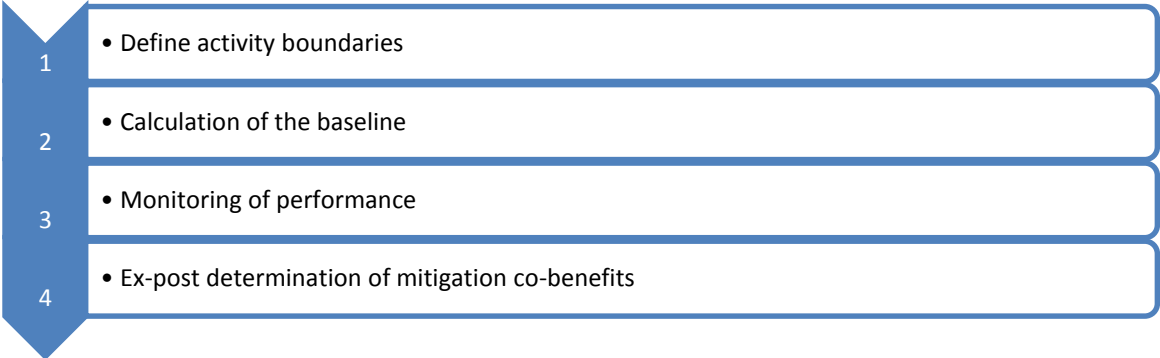 1
• Define activity boundaries
2
• Calculation of the baseline
3
• Monitoring of performance
4
• Ex-post determination of mitigation co-benefits